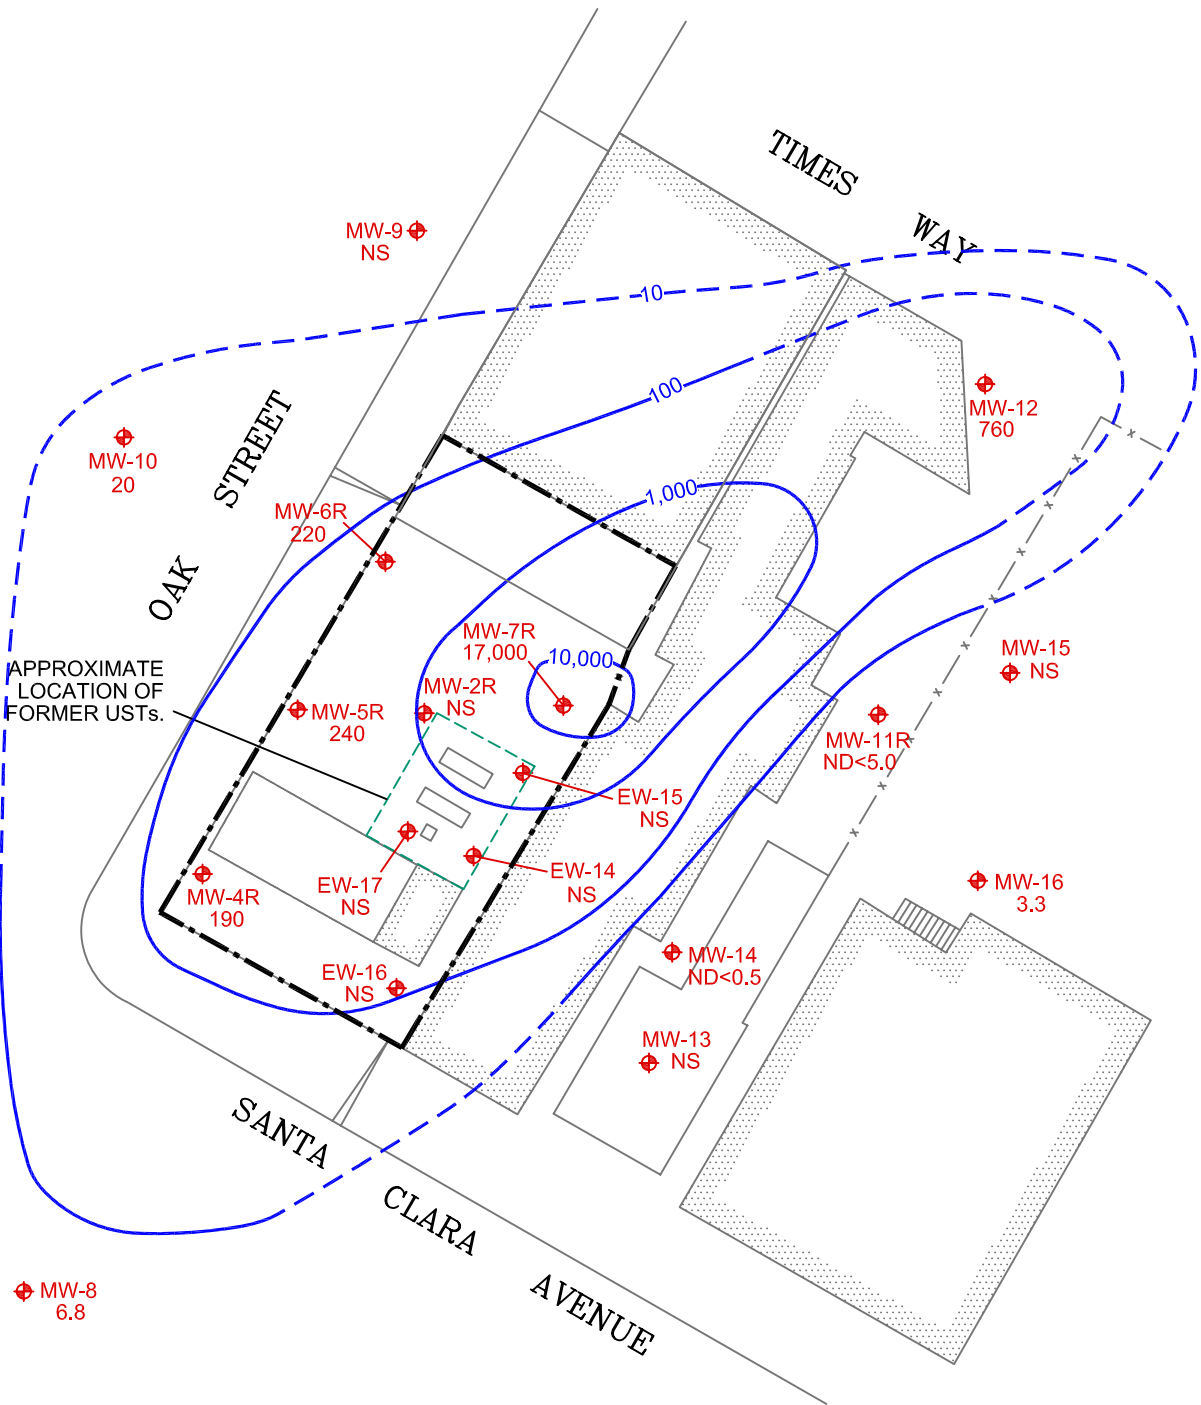 TIMES
WAY
MW-9
NS
10
100
MW-12
760
MW-10
20
STREET
OAK
1,000
MW-6R
220
MW-7R
17,000
10,000
MW-15
NS
APPROXIMATE
LOCATION OF
FORMER USTs.
MW-2R
NS
MW-5R
240
MW-11R
ND<5.0
EW-15
NS
EW-14
NS
EW-17
NS
MW-4R
190
MW-16
3.3
EW-16
NS
MW-14
ND<0.5
MW-13
NS
SANTA
CLARA
AVENUE
MW-8
6.8